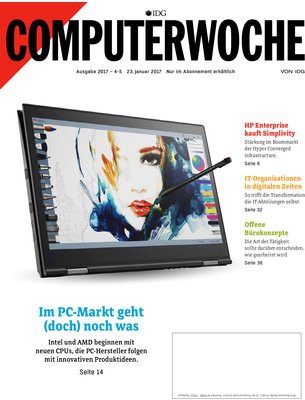 IDG
COMPUTERWOCHE
Ausgabe 2017 – 4-5 23. Januar 2017 Nur im Abonnement erhältlich
VON IDG
HP Enterprise
kauft Simplivity
Stärkung im Boommarkt
der Hyper Converged
Infrastructure.
Seite 8
IT-Organisationen
in digitalen Zeiten
So trifft die Transformation
die IT-Abteilungen selbst.
Seite 32
Offene
Bürokonzepte
Die Art der Tätigkeit
sollte darüber entscheiden,
wie gearbeitet wird.
Seite 36
Im PC-Markt geht
(doch) noch was
Intel und AMD beginnen mit
neuen CPUs, die PC-Hersteller folgen
mit innovativen Produktideen.
Seite 14